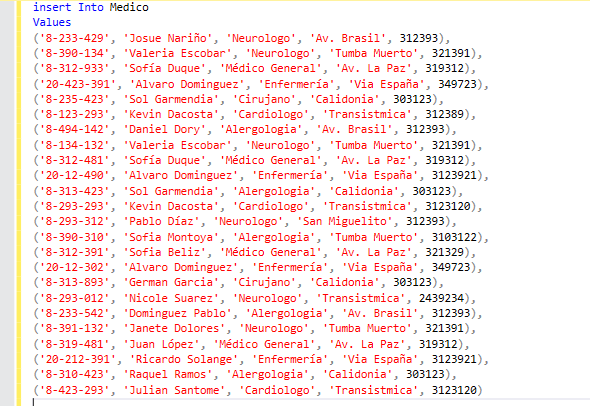 insert Into Medico
Values
('8-233-429', 'Josue Nariño', 'Neurologo', 'Av. Brasil', 312393),
('8-390-134', 'Valeria Escobar', 'Neurologo', 'Tumba Muerto', 321391),
('8-312-933', 'Sofía Duque', 'Médico General', 'Av. La Paz', 319312),
('20-423-391', 'Alvaro Dominguez', 'Enfermería', 'Via España', 349723),
('8-235-423', 'Sol Garmendia', 'Cirujano', 'Calidonia', 303123),
('8-123-293', 'Kevin Dacosta', 'Cardiologo', 'Transistmica', 312389),
('8-494-142', 'Daniel Dory', 'Alergologia', 'Av. Brasil', 312393),
('8-134-132', 'Valeria Escobar', 'Neurologo', 'Tumba Muerto', 321391),
('8-312-481', 'Sofía Duque', 'Médico General', 'Av. La Paz', 319312),
('20-12-490', 'Alvaro Dominguez', 'Enfermería', 'Via España', 3123921),
('8-313-423', 'Sol Garmendia', 'Alergologia', 'Calidonia', 303123),
('8-293-293', 'Kevin Dacosta', 'Cardiologo', 'Transistmica', 3123120),
('8-293-312', 'Pablo Díaz', 'Neurologo', 'San Miguelito', 312393),
('8-390-310', 'Sofia Montoya', 'Alergologia', 'Tumba Muerto', 3103122),
('8-312-391', 'Sofia Beliz', 'Médico General', 'Av. La Paz', 321329),
('20-12-302', 'Alvaro Dominguez', 'Enfermería', 'Via España', 349723),
('8-313-893', 'German Garcia', 'Cirujano', 'Calidonia', 303123),
('8-293-012', 'Nicole Suarez', 'Neurologo', 'Transistmica', 2439234),
('8-233-542', 'Dominguez Pablo', 'Alergologia', 'Av. Brasil', 312393),
('8-391-132', 'Janete Dolores', 'Neurologo', 'Tumba Muerto', 321391),
('8-319-481', 'Juan López', 'Médico General', 'Av. La Paz', 319312),
('20-212-391', 'Ricardo Solange', 'Enfermería', 'Via España', 3123921),
('8-310-423', 'Raquel Ramos', 'Alergologia', 'Calidonia', 303123),
('8-423-293', 'Julian Santome', 'Cardiologo', 'Transistmica', 3123120)